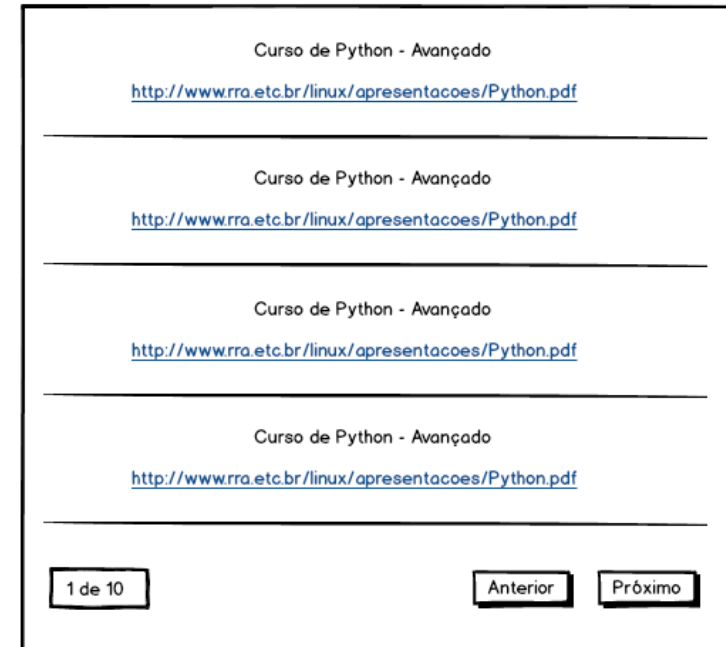 Curso de Python - Avançado
http://www.rra.etc.br/linux/apresentacoes/Python.pdf
Curso de Python - Avançado
http://www.rra.etc.br/linux/apresentacoes/Python.pdf
Curso de Python - Avançado
http://www.rra.etc.br/linux/apresentacoes/Python.pdf
Curso de Python - Avançado
http://www.rra.etc.br/linux/apresentacoes/Python.pdf
1 de 10 Anterior Próximo